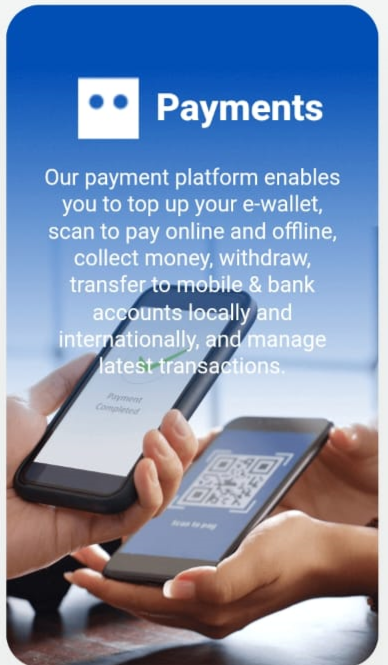 Payments
Our payment platform enables
you to top up your e-wallet,
scan to pay online and offline,
collect money, withdraw,
transfer to mobile & bank
accounts locally and
internationally, and manage
latest transactions.
Payment
Completed
Scan to pay